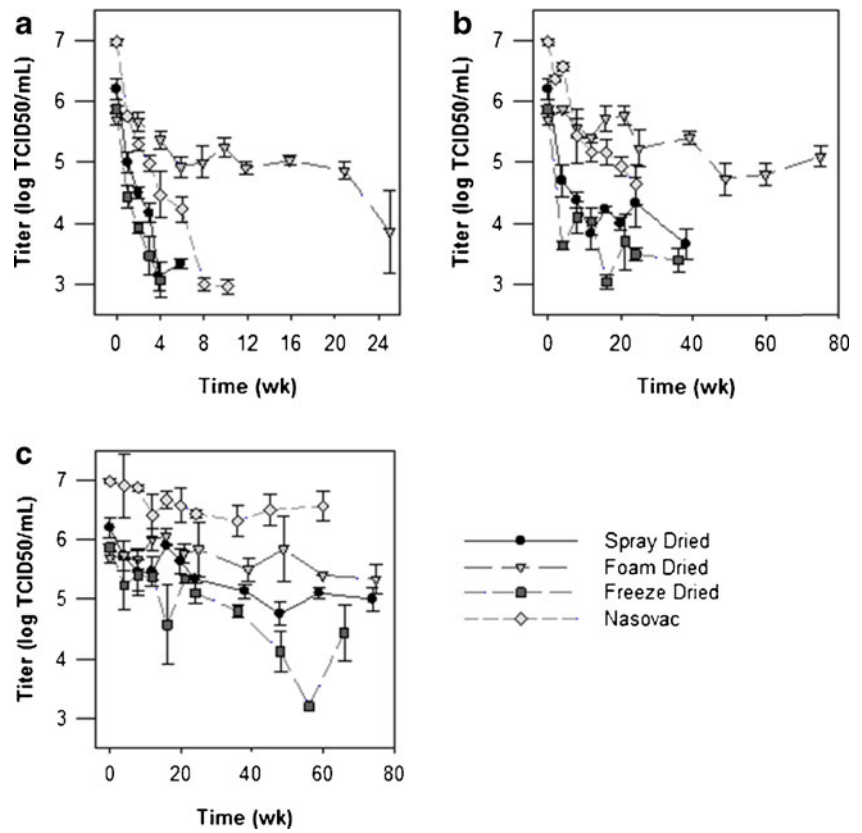 a
7
6
5
4
3
Titer (log TCID50/mL)
0 4 8 12 16 20 24
Time (wk)
b
7
6
5
4
3
Titer (log TCID50/mL)
0 20 40 60 80
Time (wk)
c
7
6
5
4
3
Titer (log TCID50/mL)
0 20 40 60 80
Time (wk)
Spray Dried
Foam Dried
Freeze Dried
Nasovac